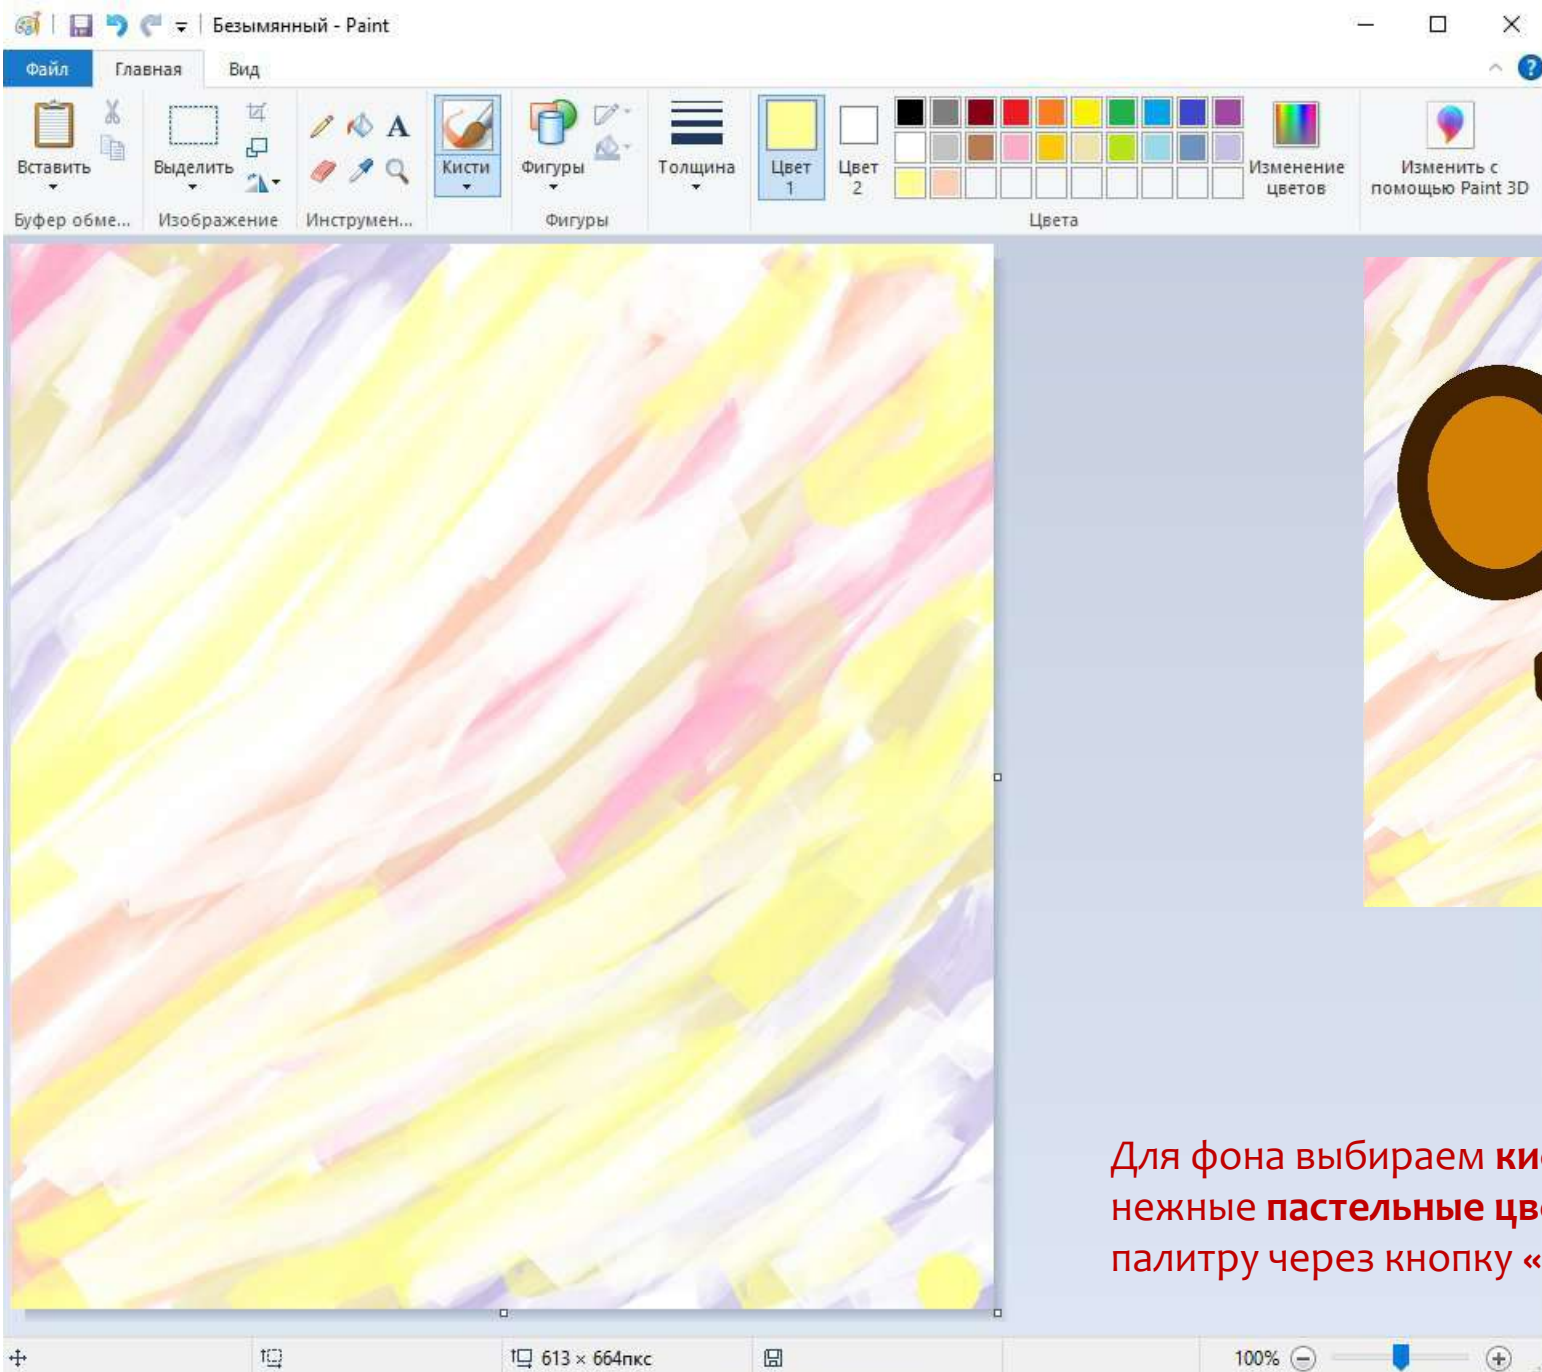 Безымянный - Paint
Файл Главная Вид
Вставить
Выделить
A
Кисти
Фигуры
Толщина
Цвет 1
Цвет 2
Изменение цветов
Изменить с помощью Paint 3D
Буфер обме... Изображение Инструмен... Фигуры Цвета
Для фона выбираем
нежные пастельные
палитру через кнопку «
613 × 664пкс
100%